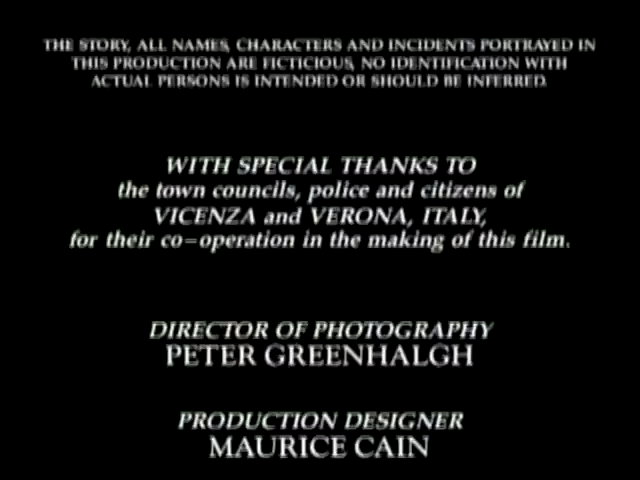 THE STORY, ALL NAMES, CHARACTERS AND INCIDENTS PORTRAYED IN
THIS PRODUCTION ARE FICTICIOUS, NO IDENTIFICATION WITH
ACTUAL PERSONS IS INTENDED OR SHOULD BE INFERRED.
WITH SPECIAL THANKS TO
the town councils, police and citizens of
VICENZA and VERONA, ITALY,
for their co-operation in the making of this film.
DIRECTOR OF PHOTOGRAPHY
PETER GREENHALGH
PRODUCTION DESIGNER
MAURICE CAIN